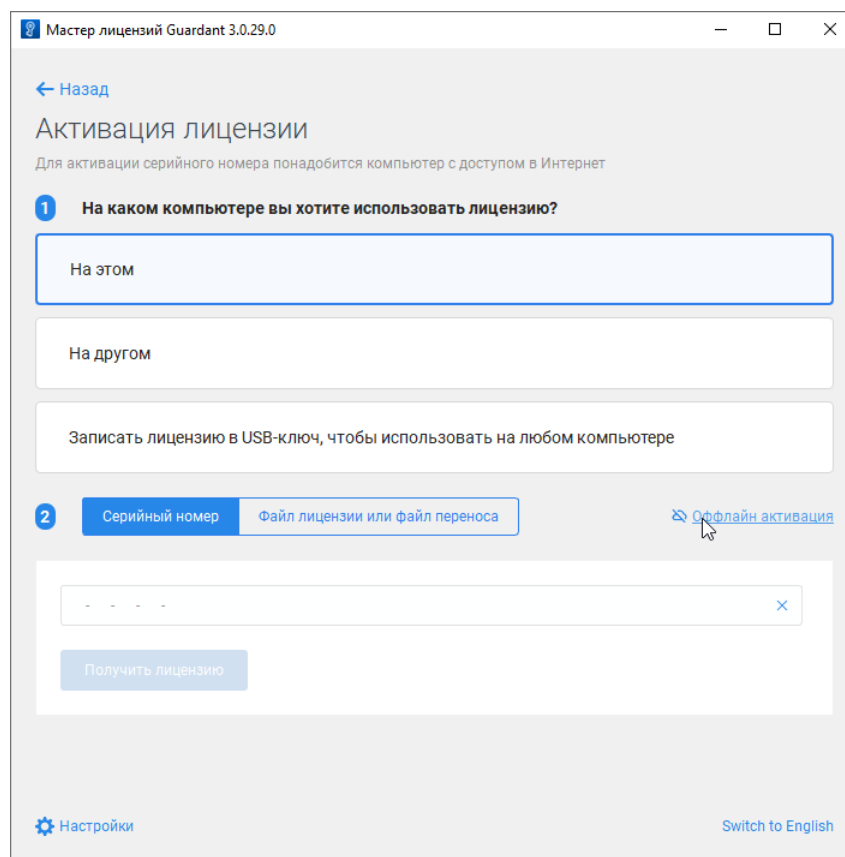 Мастер лицензий Guardant 3.0.29.0
Назад
Активация лицензии
Для активации серийного номера понадобится компьютер с доступом в Интернет
1 На каком компьютере вы хотите использовать лицензию?
На этом
На другом
Записать лицензию в USB-ключ, чтобы использовать на любом компьютере
2 Серийный номер Файл лицензии или файл переноса Оффлайн активация
- - - -
Получить лицензию
Настройки Switch to English